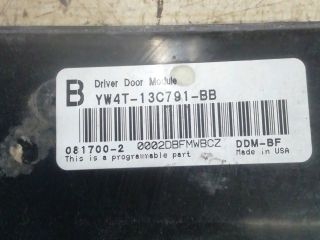 B Driver Door Module
YW4T-13C791-BB
081700-2 0002DBFMWBCZ DDM-BF
This is a programmable part Made in USA